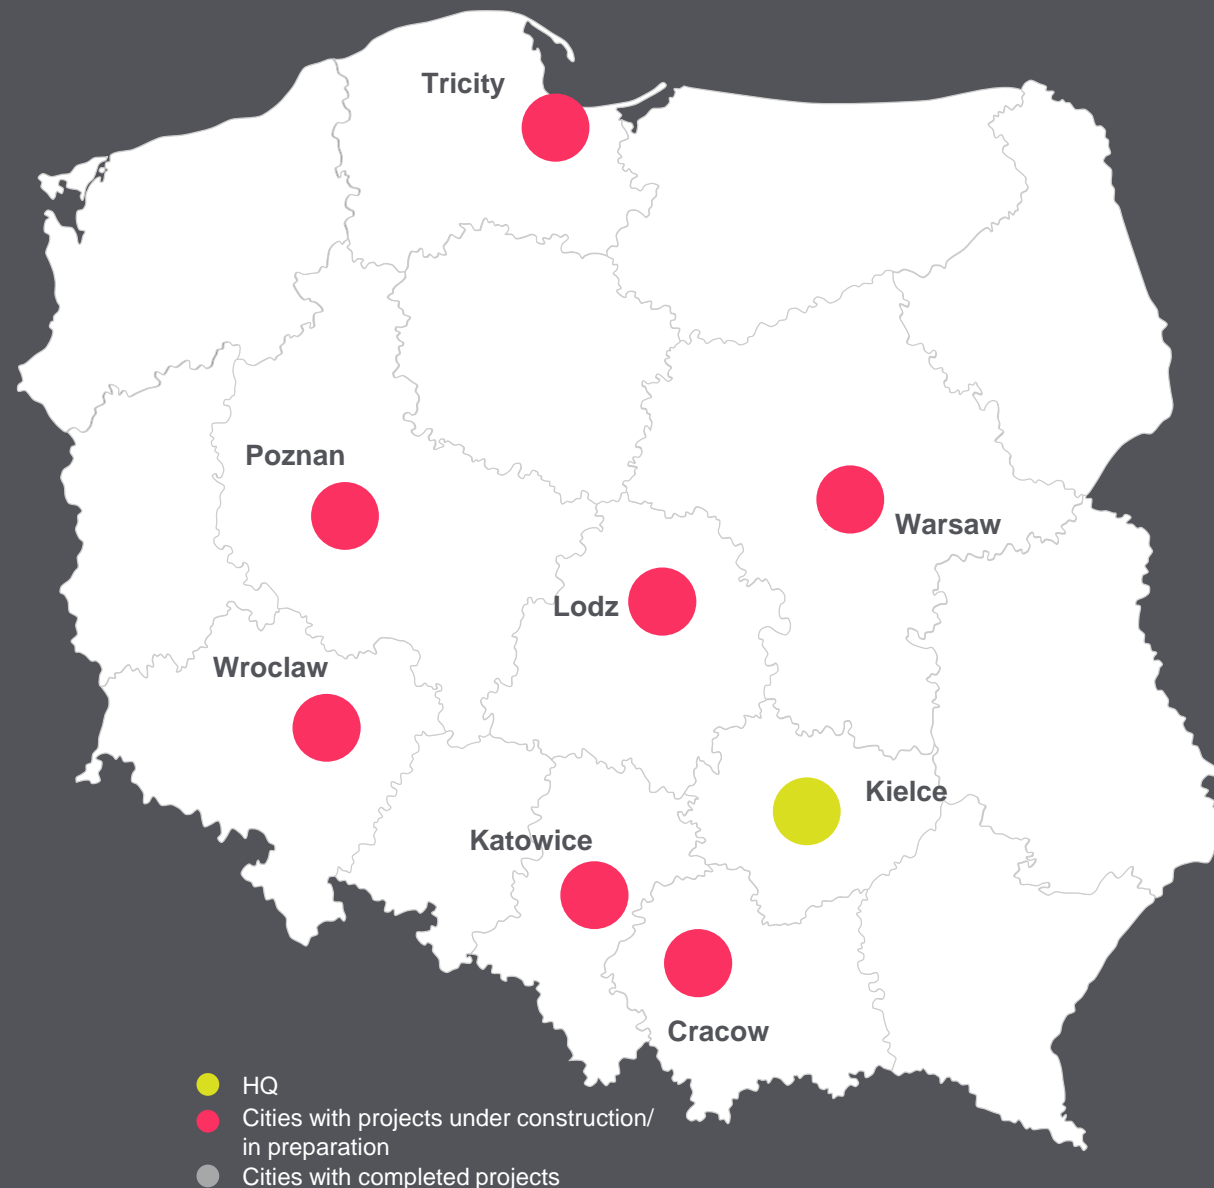 Tricity
Poznan
Warsaw
Lodz
Wroclaw
Kielce
Katowice
Cracow
HQ
Cities with projects under construction/
in preparation
Cities with completed projects